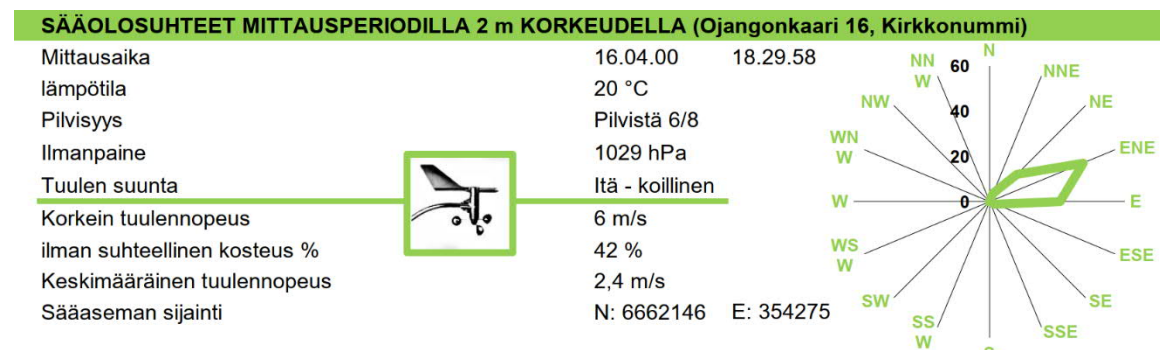 SÄÄOLOSUHTEET MITTAUSPERIODILLA 2 m KORKEUDELLA (Ojangonkaari 16, Kirkkonummi)
Mittausaika 16.04.00 18.29.58
lämpötila 20 °C
Pilvisyys Pilvistä 6/8
Ilmanpaine 1029 hPa
Tuulen suunta Itä - koillinen
Korkein tuulennopeus 6 m/s
ilman suhteellinen kosteus % 42 %
Keskimääräinen tuulennopeus 2,4 m/s
Sääaseman sijainti N: 6662146 E: 354275
N
NN
W
60
NNE
NW
40
NE
WN
W
20
ENE
W
0
E
WS
W
ESE
SW
SE
SS
W
SSE